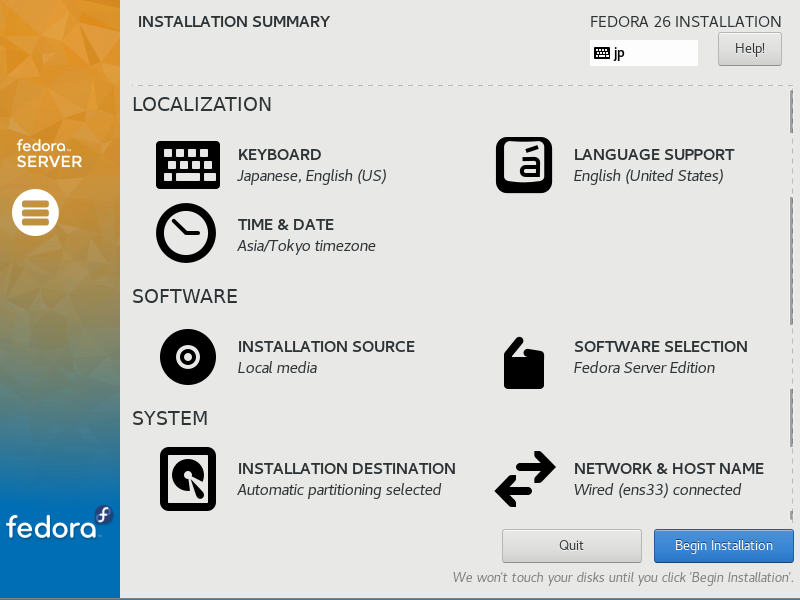 INSTALLATION SUMMARY
FEDORA 26 INSTALLATION
jp
Help!
fedora
SERVER
LOCALIZATION
KEYBOARD
Japanese, English (US)
LANGUAGE SUPPORT
English (United States)
TIME & DATE
Asia/Tokyo timezone
SOFTWARE
INSTALLATION SOURCE
Local media
SOFTWARE SELECTION
Fedora Server Edition
SYSTEM
INSTALLATION DESTINATION
Automatic partitioning selected
NETWORK & HOST NAME
Wired (ens33) connected
fedora
Quit
Begin Installation
We won't touch your disks until you click 'Begin Installation'.